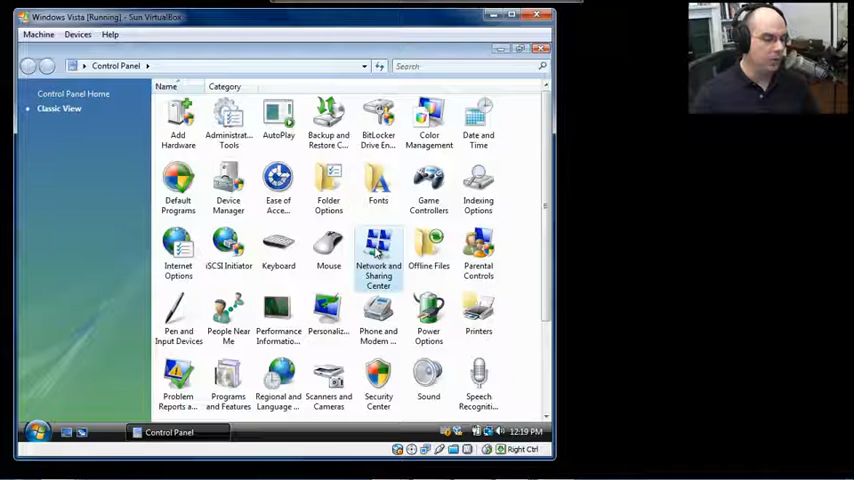 Windows Vista [Running] - Sun VirtualBox
Machine Devices Help
Control Panel
Search
Name Category
Control Panel Home
Classic View
Add Hardware
Administrat... Tools
AutoPlay
Backup and Restore C...
BitLocker Drive En...
Color Management
Date and Time
Default Programs
Device Manager
Ease of Acce...
Folder Options
Fonts
Game Controllers
Indexing Options
Internet Options
iSCSI Initiator
Keyboard
Mouse
Network and Sharing Center
Offline Files
Parental Controls
Pen and Input Devices
People Near Me
Performance Informatio...
Personaliz...
Phone and Modem ...
Power Options
Printers
Problem Reports a...
Programs and Features
Regional and Language ...
Scanners and Cameras
Security Center
Sound
Speech Recogniti...
Control Panel
12:19 PM
Right Ctrl